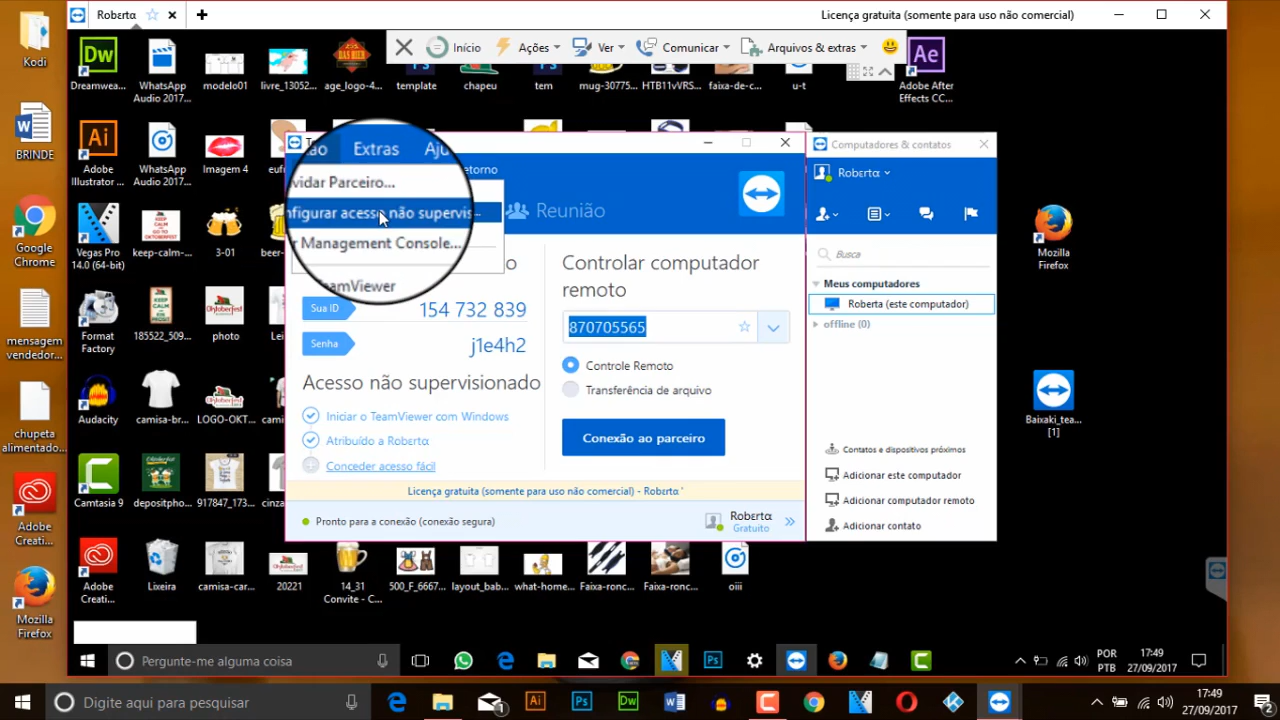 Roberta
Licença gratuita (somente para uso não comercial)
Início
Ações
Ver
Comunicar
Arquivos & extras
Kodi
BRINDE
Google
Chrome
mensagem
vendedor...
chupeta
alimentado...
Adobe
Creati...
Mozilla
Firefox
Dreamwea...
WhatsApp
Audio 2017...
modelo01
livre_13052...
age_logo-4...
template
chapeu
tem
mug-30775...
HTB11vVRS...
faixa-de-c...
u-t
Adobe After
Effects CC...
Adobe
Illustrator ...
WhatsApp
Audio 2017...
Imagem 4
Vegas Pro
14.0 (64-bit)
keep-calm-...
3-01
Format
Factory
185522_509...
photo
Audacity
camisa-br...
LOGO-OKT...
Camtasia 9
depositpho...
917847_173...
Adobe
Creati...
Lixeira
camisa-car...
20221
14_31
Convite - C...
500_F_6667...
layout_bab...
what-home...
Faixa-ronc...
Faixa-ronc...
oiii
Mozilla
Firefox
Baixaki_tea...
[1]
Extras
vidar Parceiro...
nfigurar acesso não supervis
r Management Console...
TeamViewer
Reunião
Sua ID
154 732 839
Senha
j1e4h2
Acesso não supervisionado
Iniciar o TeamViewer com Windows
Atribuído a Roberta
Conceder acesso fácil
Controlar computador
remoto
870705565
Controle Remoto
Transferência de arquivo
Conexão ao parceiro
Licença gratuita (somente para uso não comercial) - Roberta '
Pronto para a conexão (conexão segura)
Roberta
Gratuito
Computadores & contatos
Roberta
Busca
Meus computadores
Roberta (este computador)
offline (0)
Contatos e dispositivos próximos
Adicionar este computador
Adicionar computador remoto
Adicionar contato
Pergunte-me alguma coisa
POR
PTB
17:49
27/09/2017
Digite aqui para pesquisar
17:49
27/09/2017